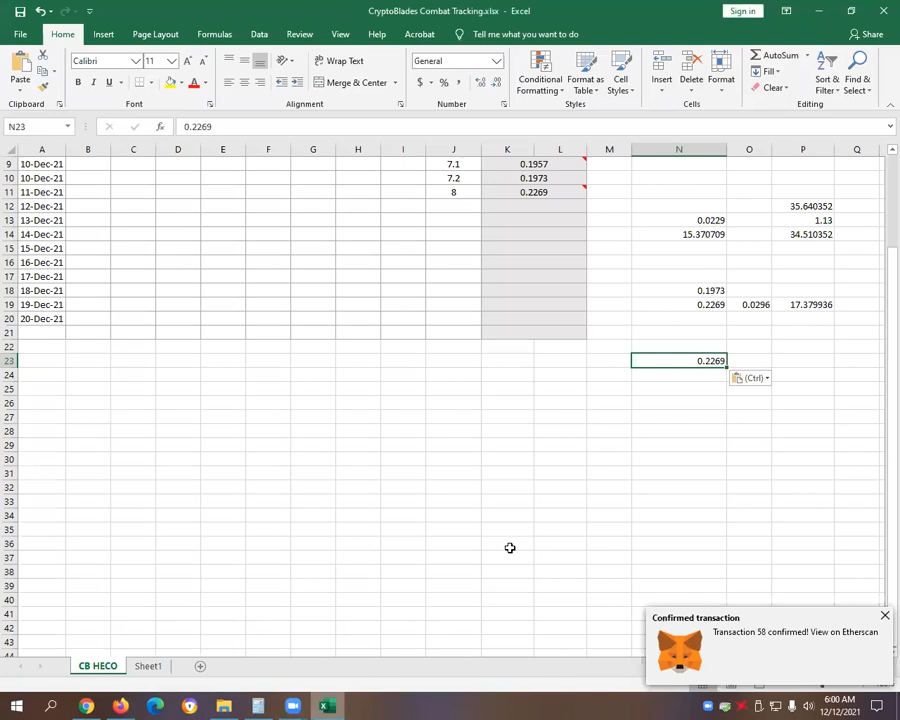 CryptoBlades Combat Tracking.xlsx - Excel
Sign in
File Home Insert Page Layout Formulas Data Review View Help Acrobat Tell me what you want to do Share
Paste
Calibri 11
B I U A
Wrap Text
Merge & Center
General
$ % ,
Conditional Formatting
Format as Table
Cell Styles
Insert Delete Format
AutoSum
Fill
Clear
Sort & Filter
Find & Select
Clipboard Font Alignment Number Styles Cells Editing
N23 fx 0.2269
A B C D E F G H I J K L M N O P Q
9 10-Dec-21 7.1 0.1957
10 10-Dec-21 7.2 0.1973
11 11-Dec-21 8 0.2269
12 12-Dec-21 35.640352
13 13-Dec-21 0.0229 1.13
14 14-Dec-21 15.370709 34.510352
15 15-Dec-21
16 16-Dec-21
17 17-Dec-21
18 18-Dec-21 0.1973
19 19-Dec-21 0.2269 0.0296 17.379936
20 20-Dec-21
21
22
23 0.2269
24 (Ctrl)
25
26
27
28
29
30
31
32
33
34
35
36
37
38
39
40
41
42
43
Confirmed transaction
Transaction 58 confirmed! View on Etherscan
CB HECO Sheet1
6:00 AM
12/12/2021